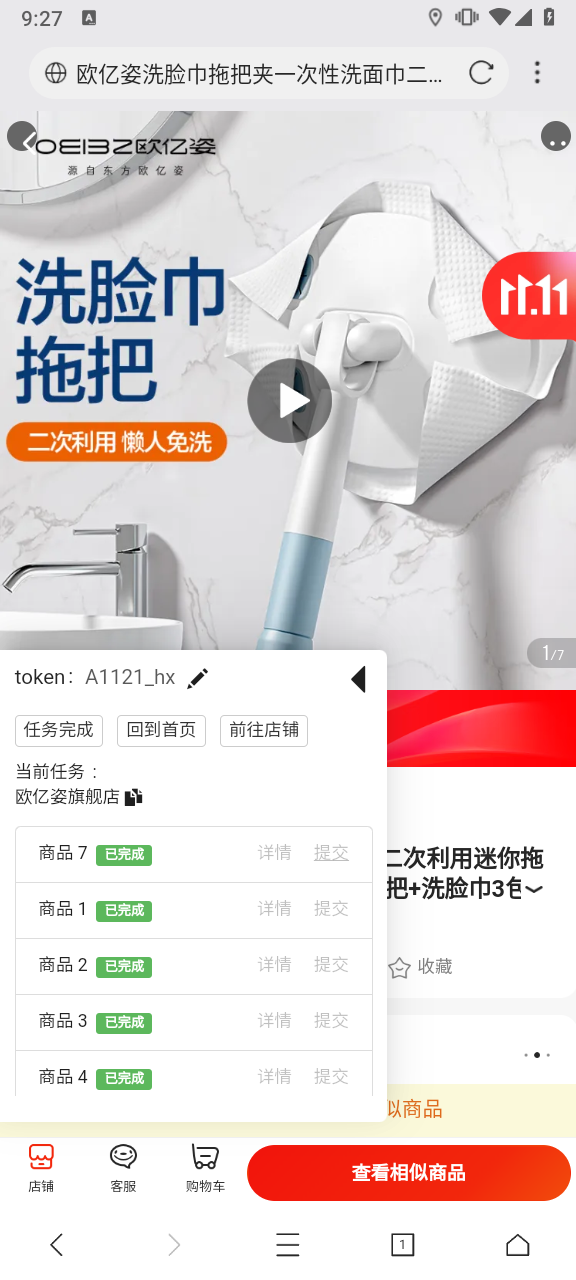 9:27
A
欧亿姿洗脸巾拖把夹一次性洗面巾二...
OEIBZ欧亿姿
源自东方欧亿姿
洗脸巾
拖把
二次利用 懒人免洗
11.11
1/7
token: A1121_hx
任务完成 回到首页 前往店铺
当前任务：
欧亿姿旗舰店
商品 7 已完成 详情 提交
商品 1 已完成 详情 提交
商品 2 已完成 详情 提交
商品 3 已完成 详情 提交
商品 4 已完成 详情 提交
二次利用迷你拖
把+洗脸巾3包
收藏
似商品
店铺 客服 购物车 查看相似商品
1